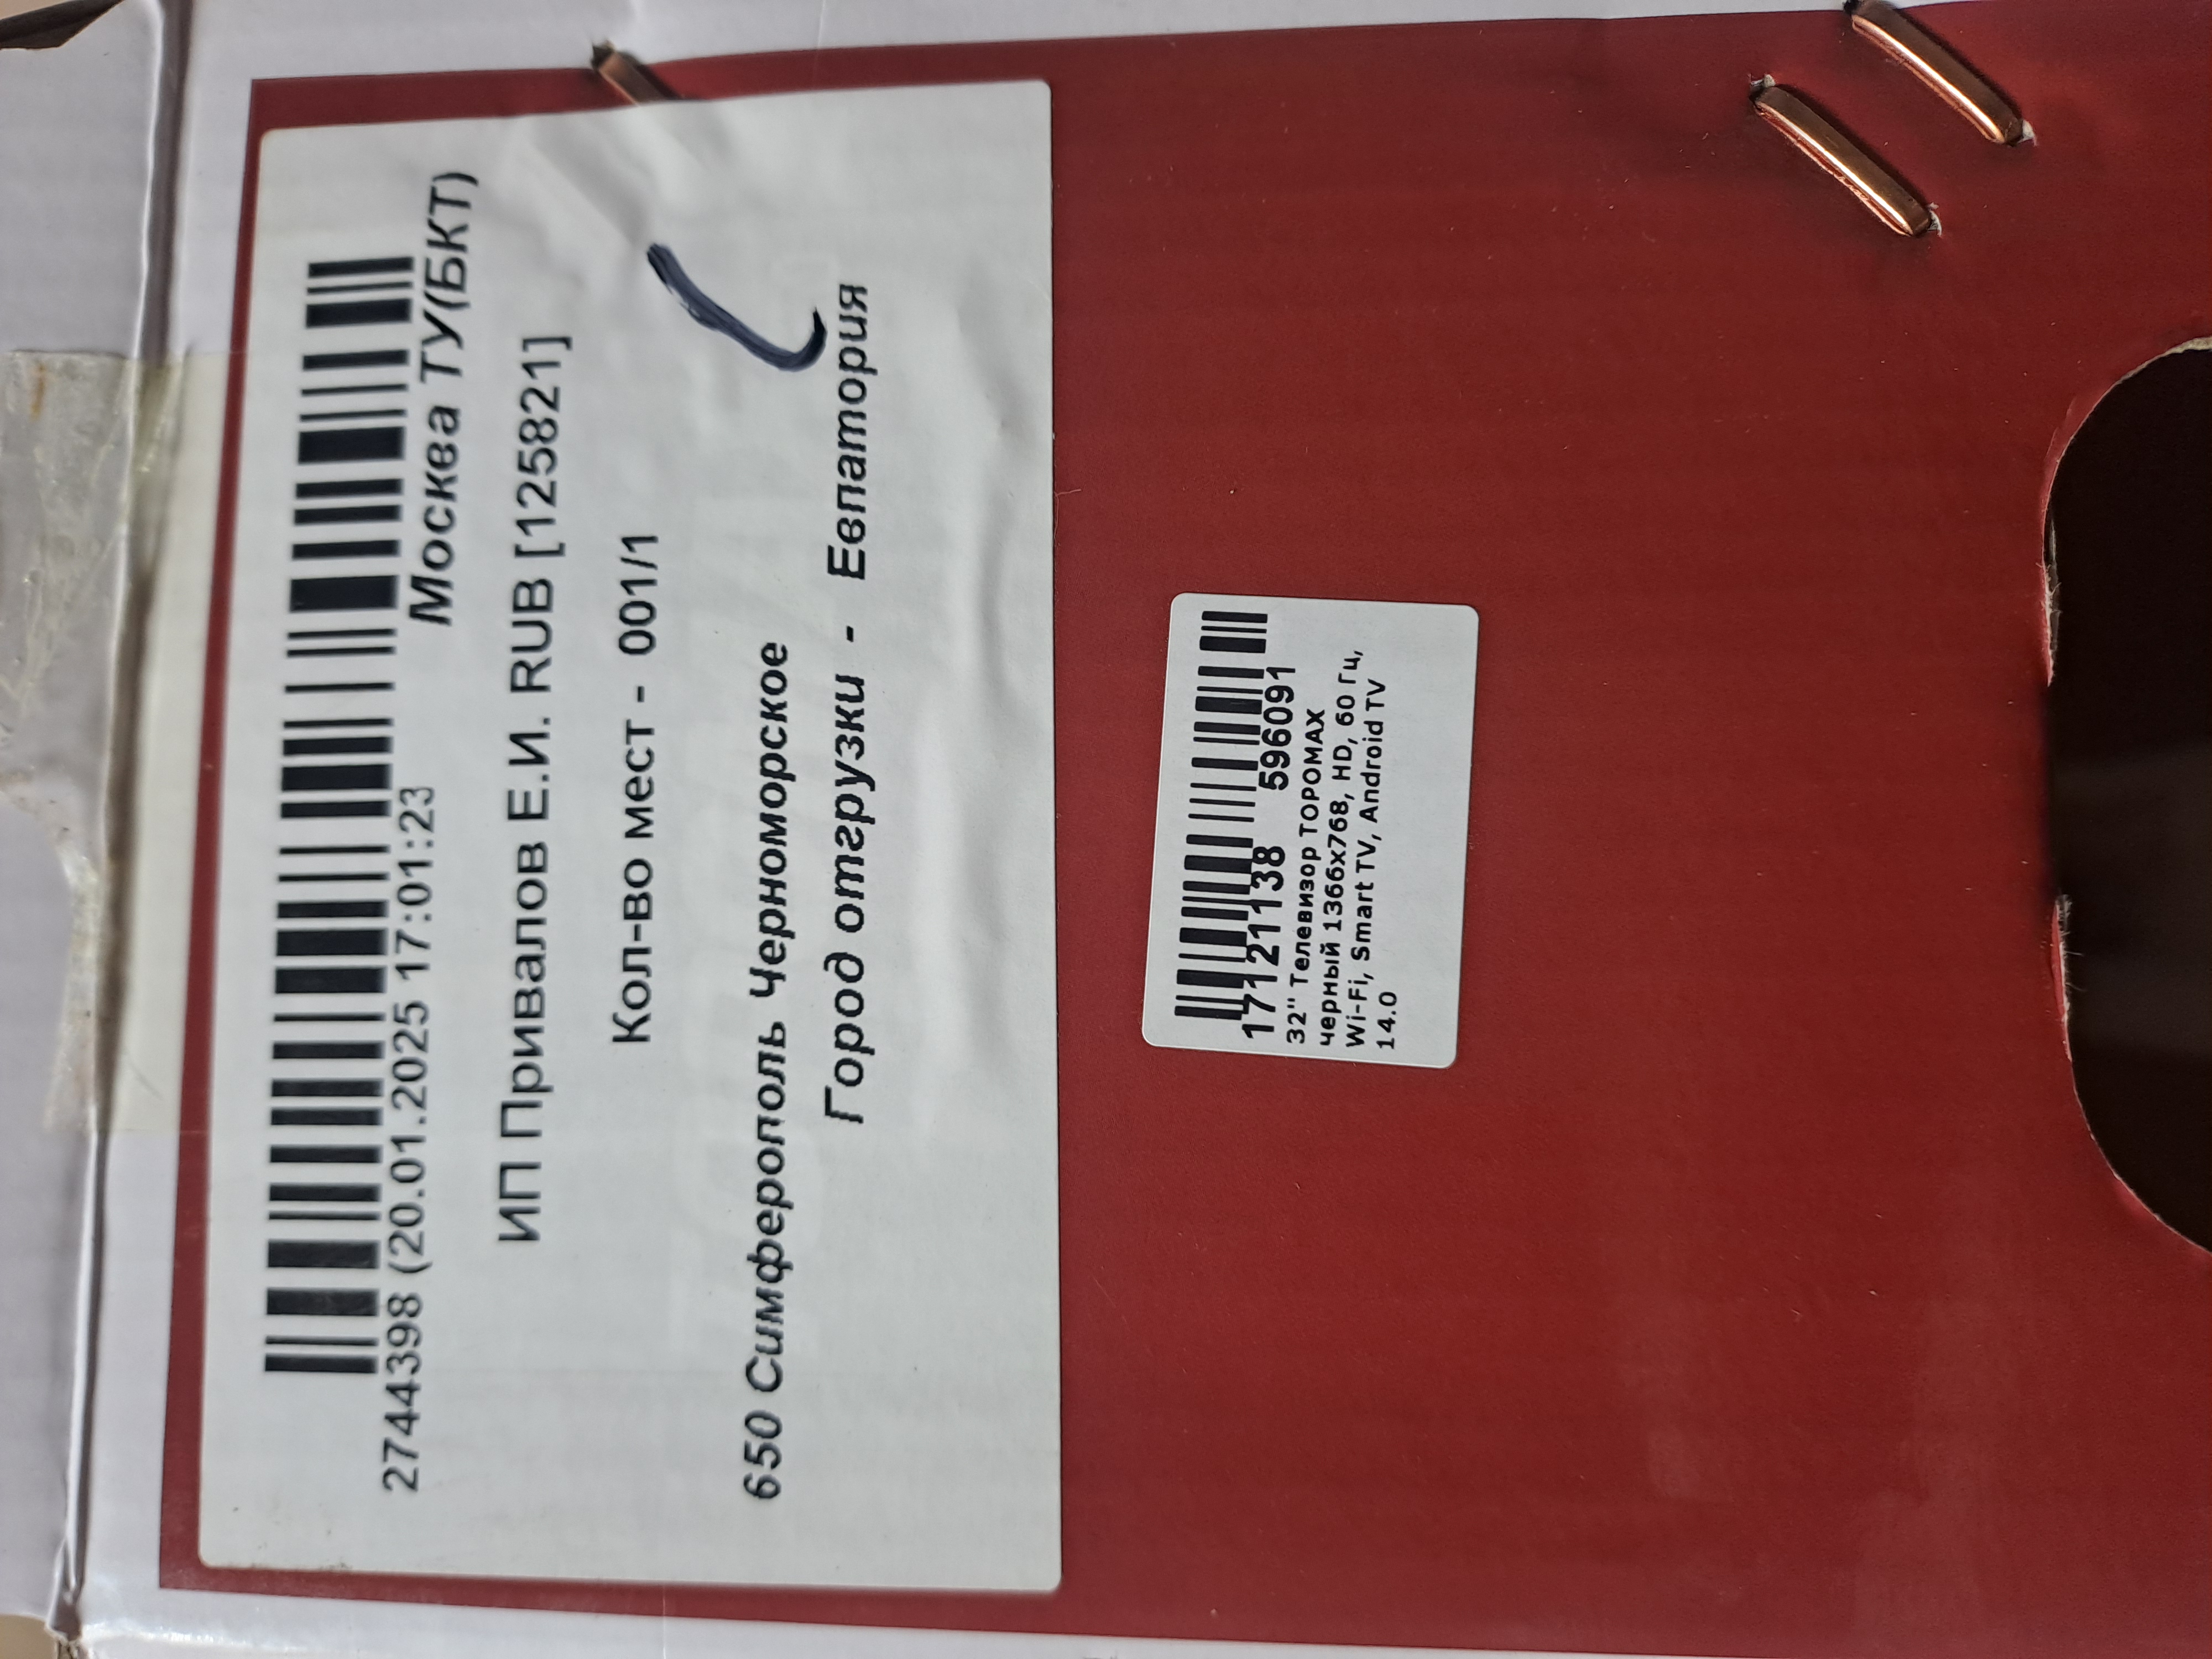 2744398 (20.01.2025 17:01:23
Москва ТУ(БКТ)
ИП Привалов Е.И. RUB [125821]
Кол-во мест - 001/1
650 Симферополь Черноморское
Город отгрузки - Евпатория
17121138 596091
32" Телевизор TOPOMAX
черный 1366x768, HD, 60 Гц,
Wi-Fi, Smart TV, Android TV
14.0